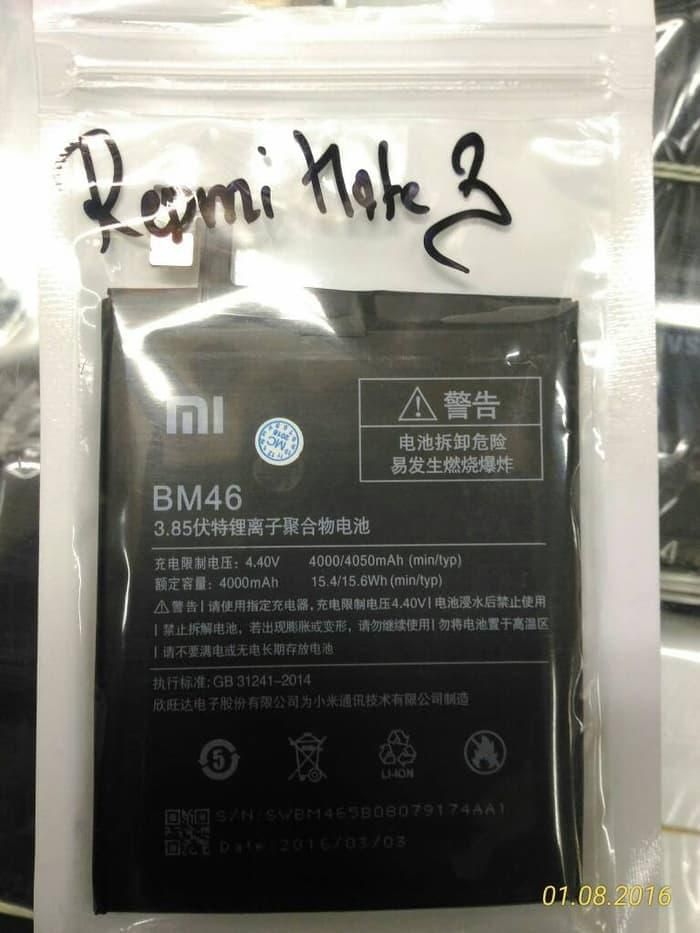 Redmi Note 3
MI
警告
电池拆卸危险
易发生燃烧爆炸
BM46
3.85伏特锂离子聚合物电池
充电限制电压: 4.40V 4000/4050mAh (min/typ)
额定容量: 4000mAh 15.4/15.6Wh (min/typ)
警告 | 请使用指定充电器, 充电限制电压4.40V | 电池浸水后禁止使用
| 禁止拆解电池, 若出现膨胀或变形, 请勿继续使用 | 勿将电池置于高温区
| 请不要满电或无电长期存放电池
执行标准: GB 31241-2014
欣旺达电子股份有限公司为小米通讯技术有限公司制造
5
LI-ION
S/N: SWBM465B08079174AA1
Date: 2016/03/03
01.08.2016